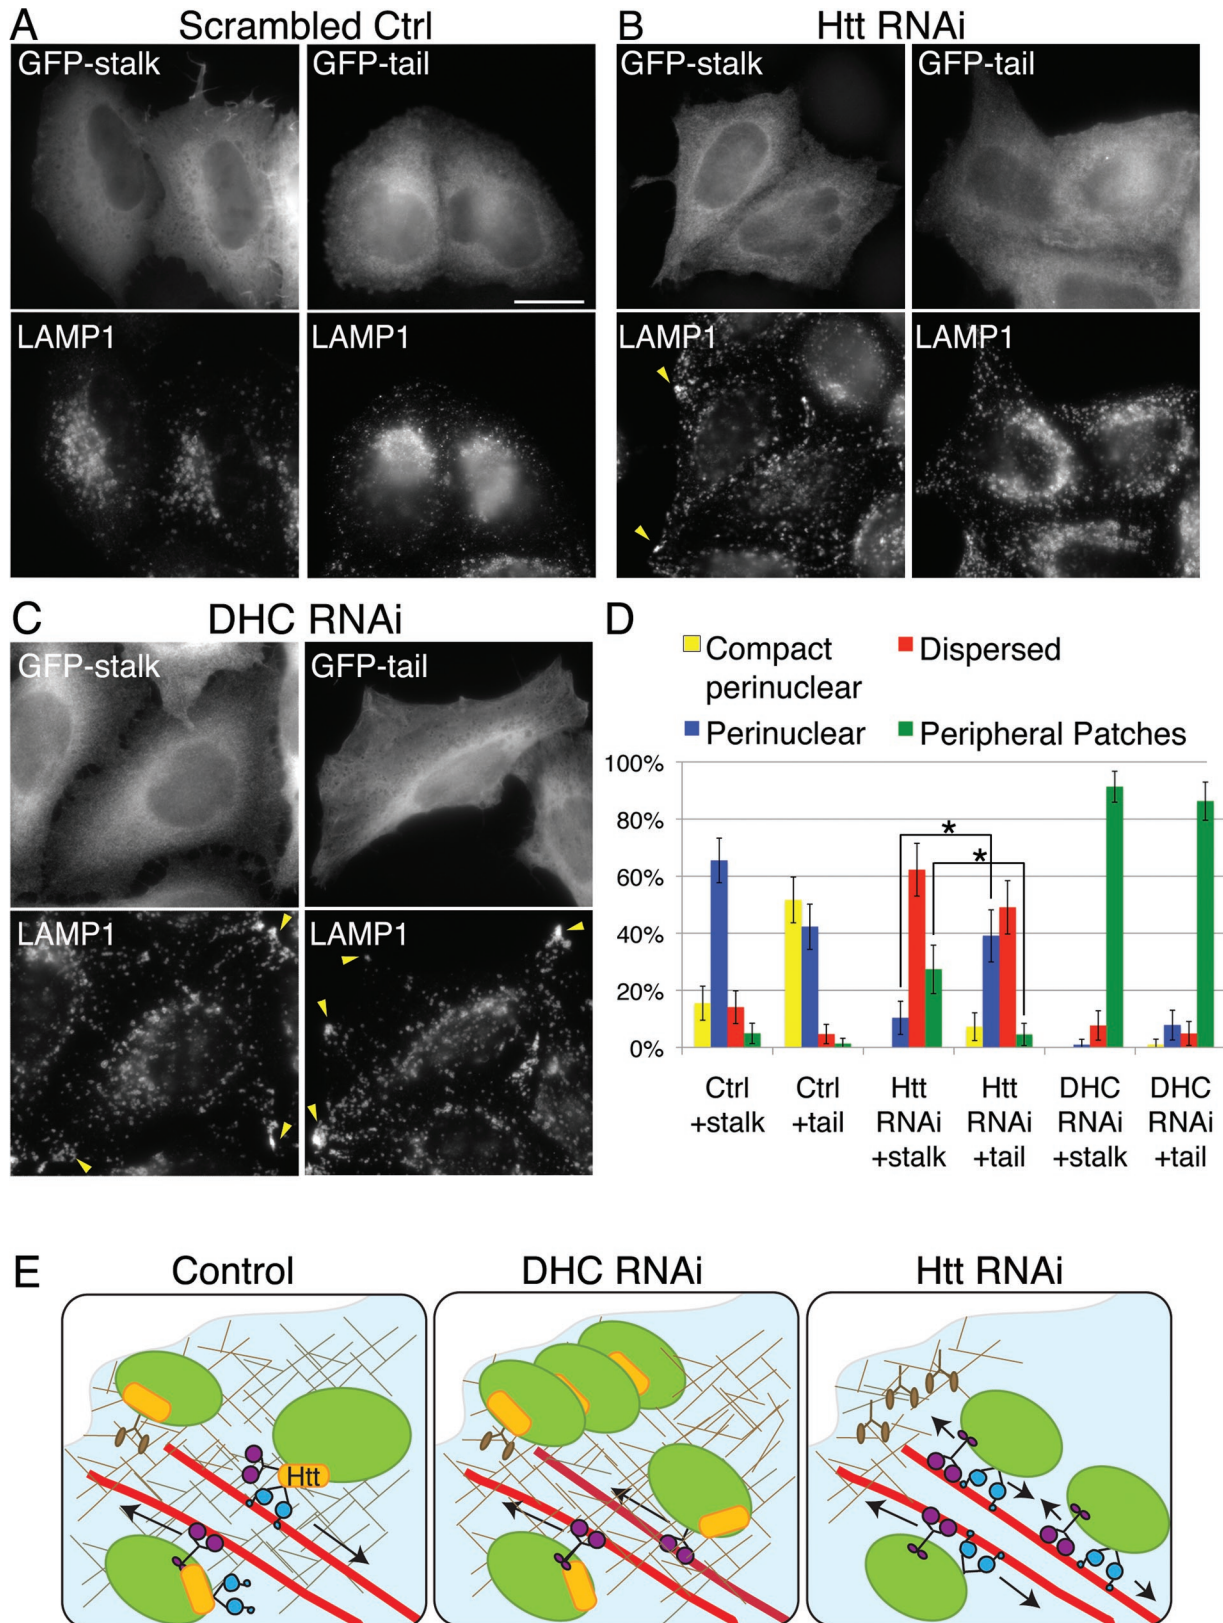 A Scrambled Ctrl
GFP-stalk
GFP-tail
LAMP1
LAMP1
B Htt RNAi
GFP-stalk
GFP-tail
LAMP1
LAMP1
C DHC RNAi
GFP-stalk
GFP-tail
LAMP1
LAMP1
D
Compact
perinuclear
Dispersed
Perinuclear
Peripheral Patches
100%
80%
60%
40%
20%
0%
*
*
Ctrl
+stalk
Ctrl
+tail
Htt
RNAi
+stalk
Htt
RNAi
+tail
DHC
RNAi
+stalk
DHC
RNAi
+tail
E
Control
DHC RNAi
Htt RNAi
Htt